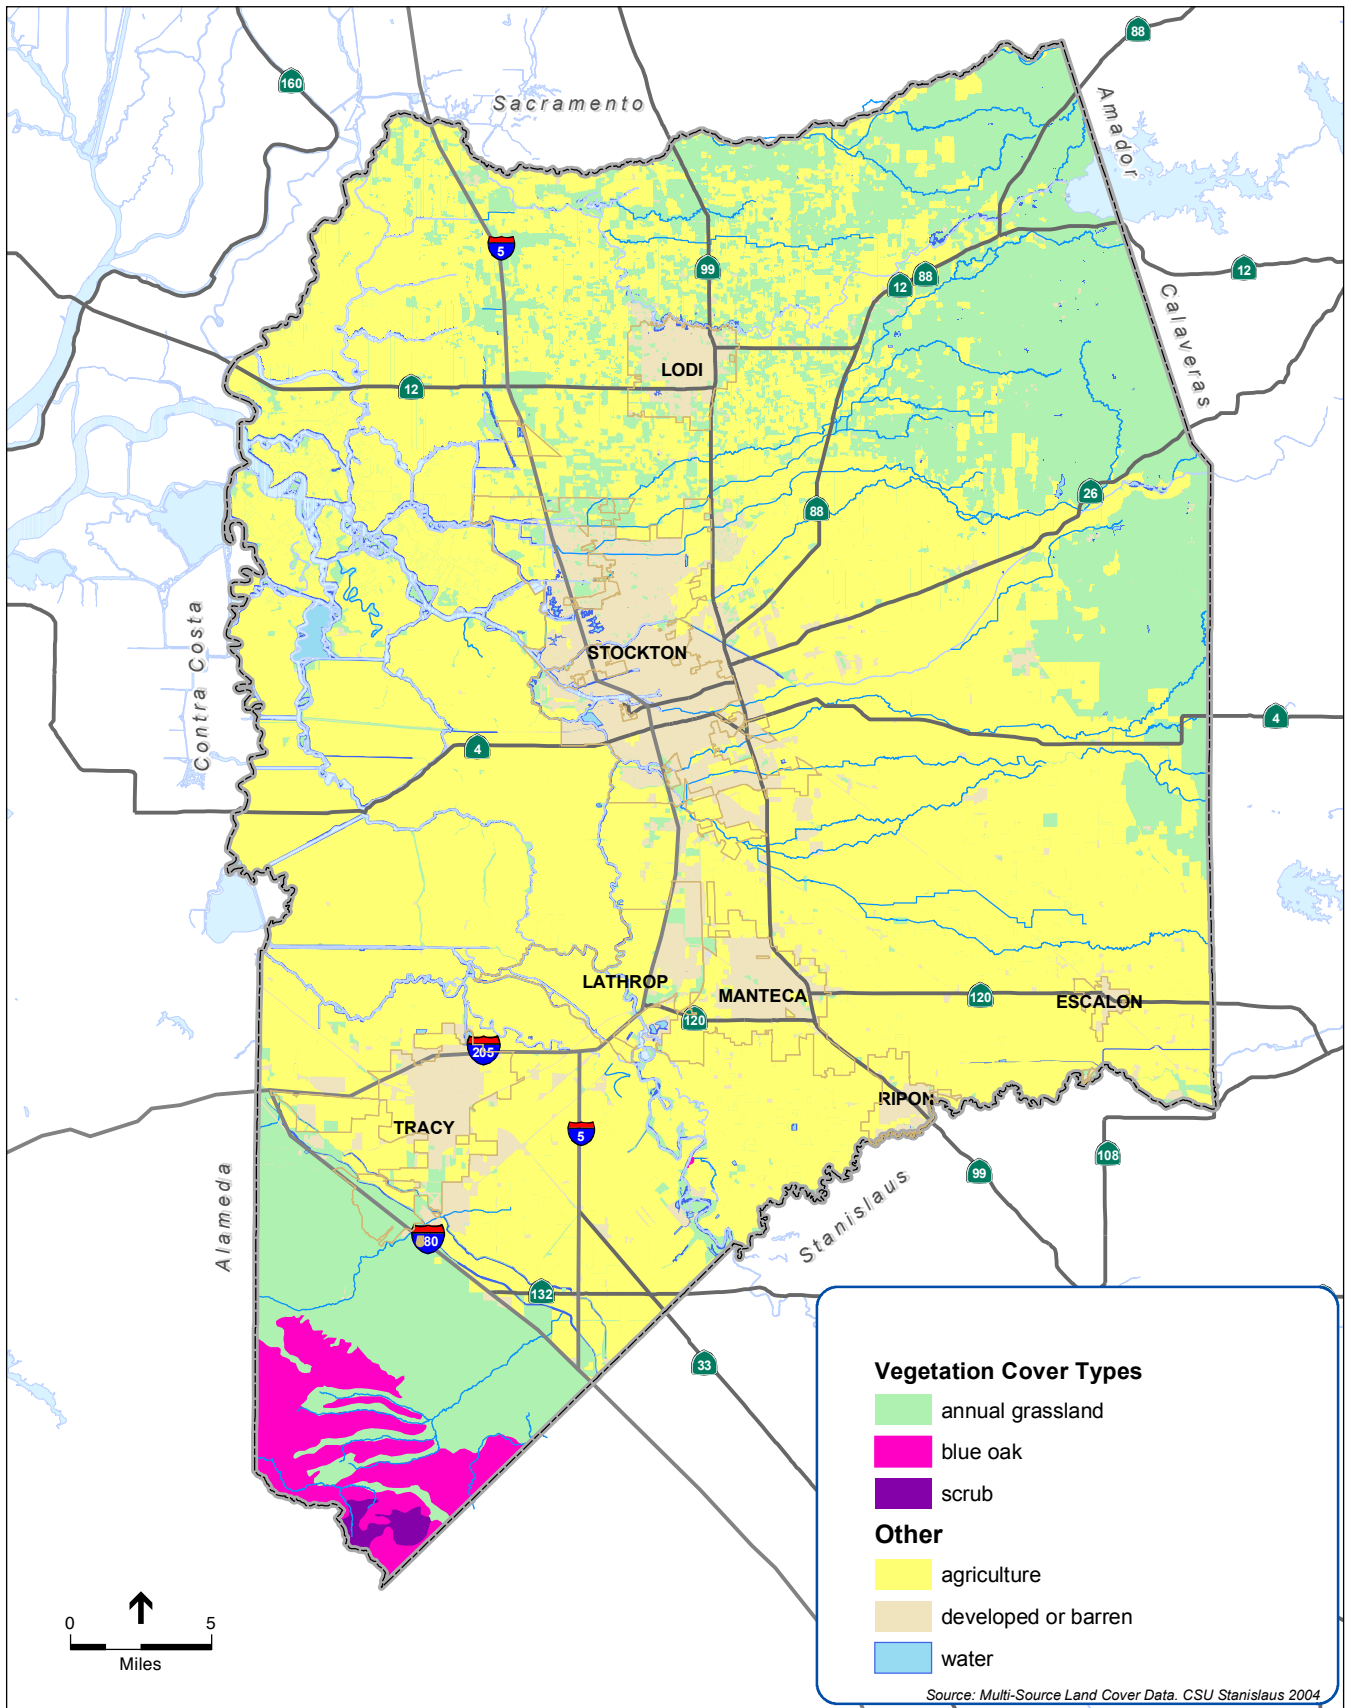 88
160
Sacramento
Amador
5
99
12
88
12
12
Calaveras
LODI
12
26
88
Contra Costa
STOCKTON
4
4
LATHROP
MANTECA
120
ESCALON
120
205
RIPON
TRACY
5
108
99
Alameda
Stanislaus
132
33
Vegetation Cover Types
annual grassland
blue oak
scrub
Other
agriculture
developed or barren
water
0 5
Miles
Source: Multi-Source Land Cover Data. CSU Stanislaus 2004